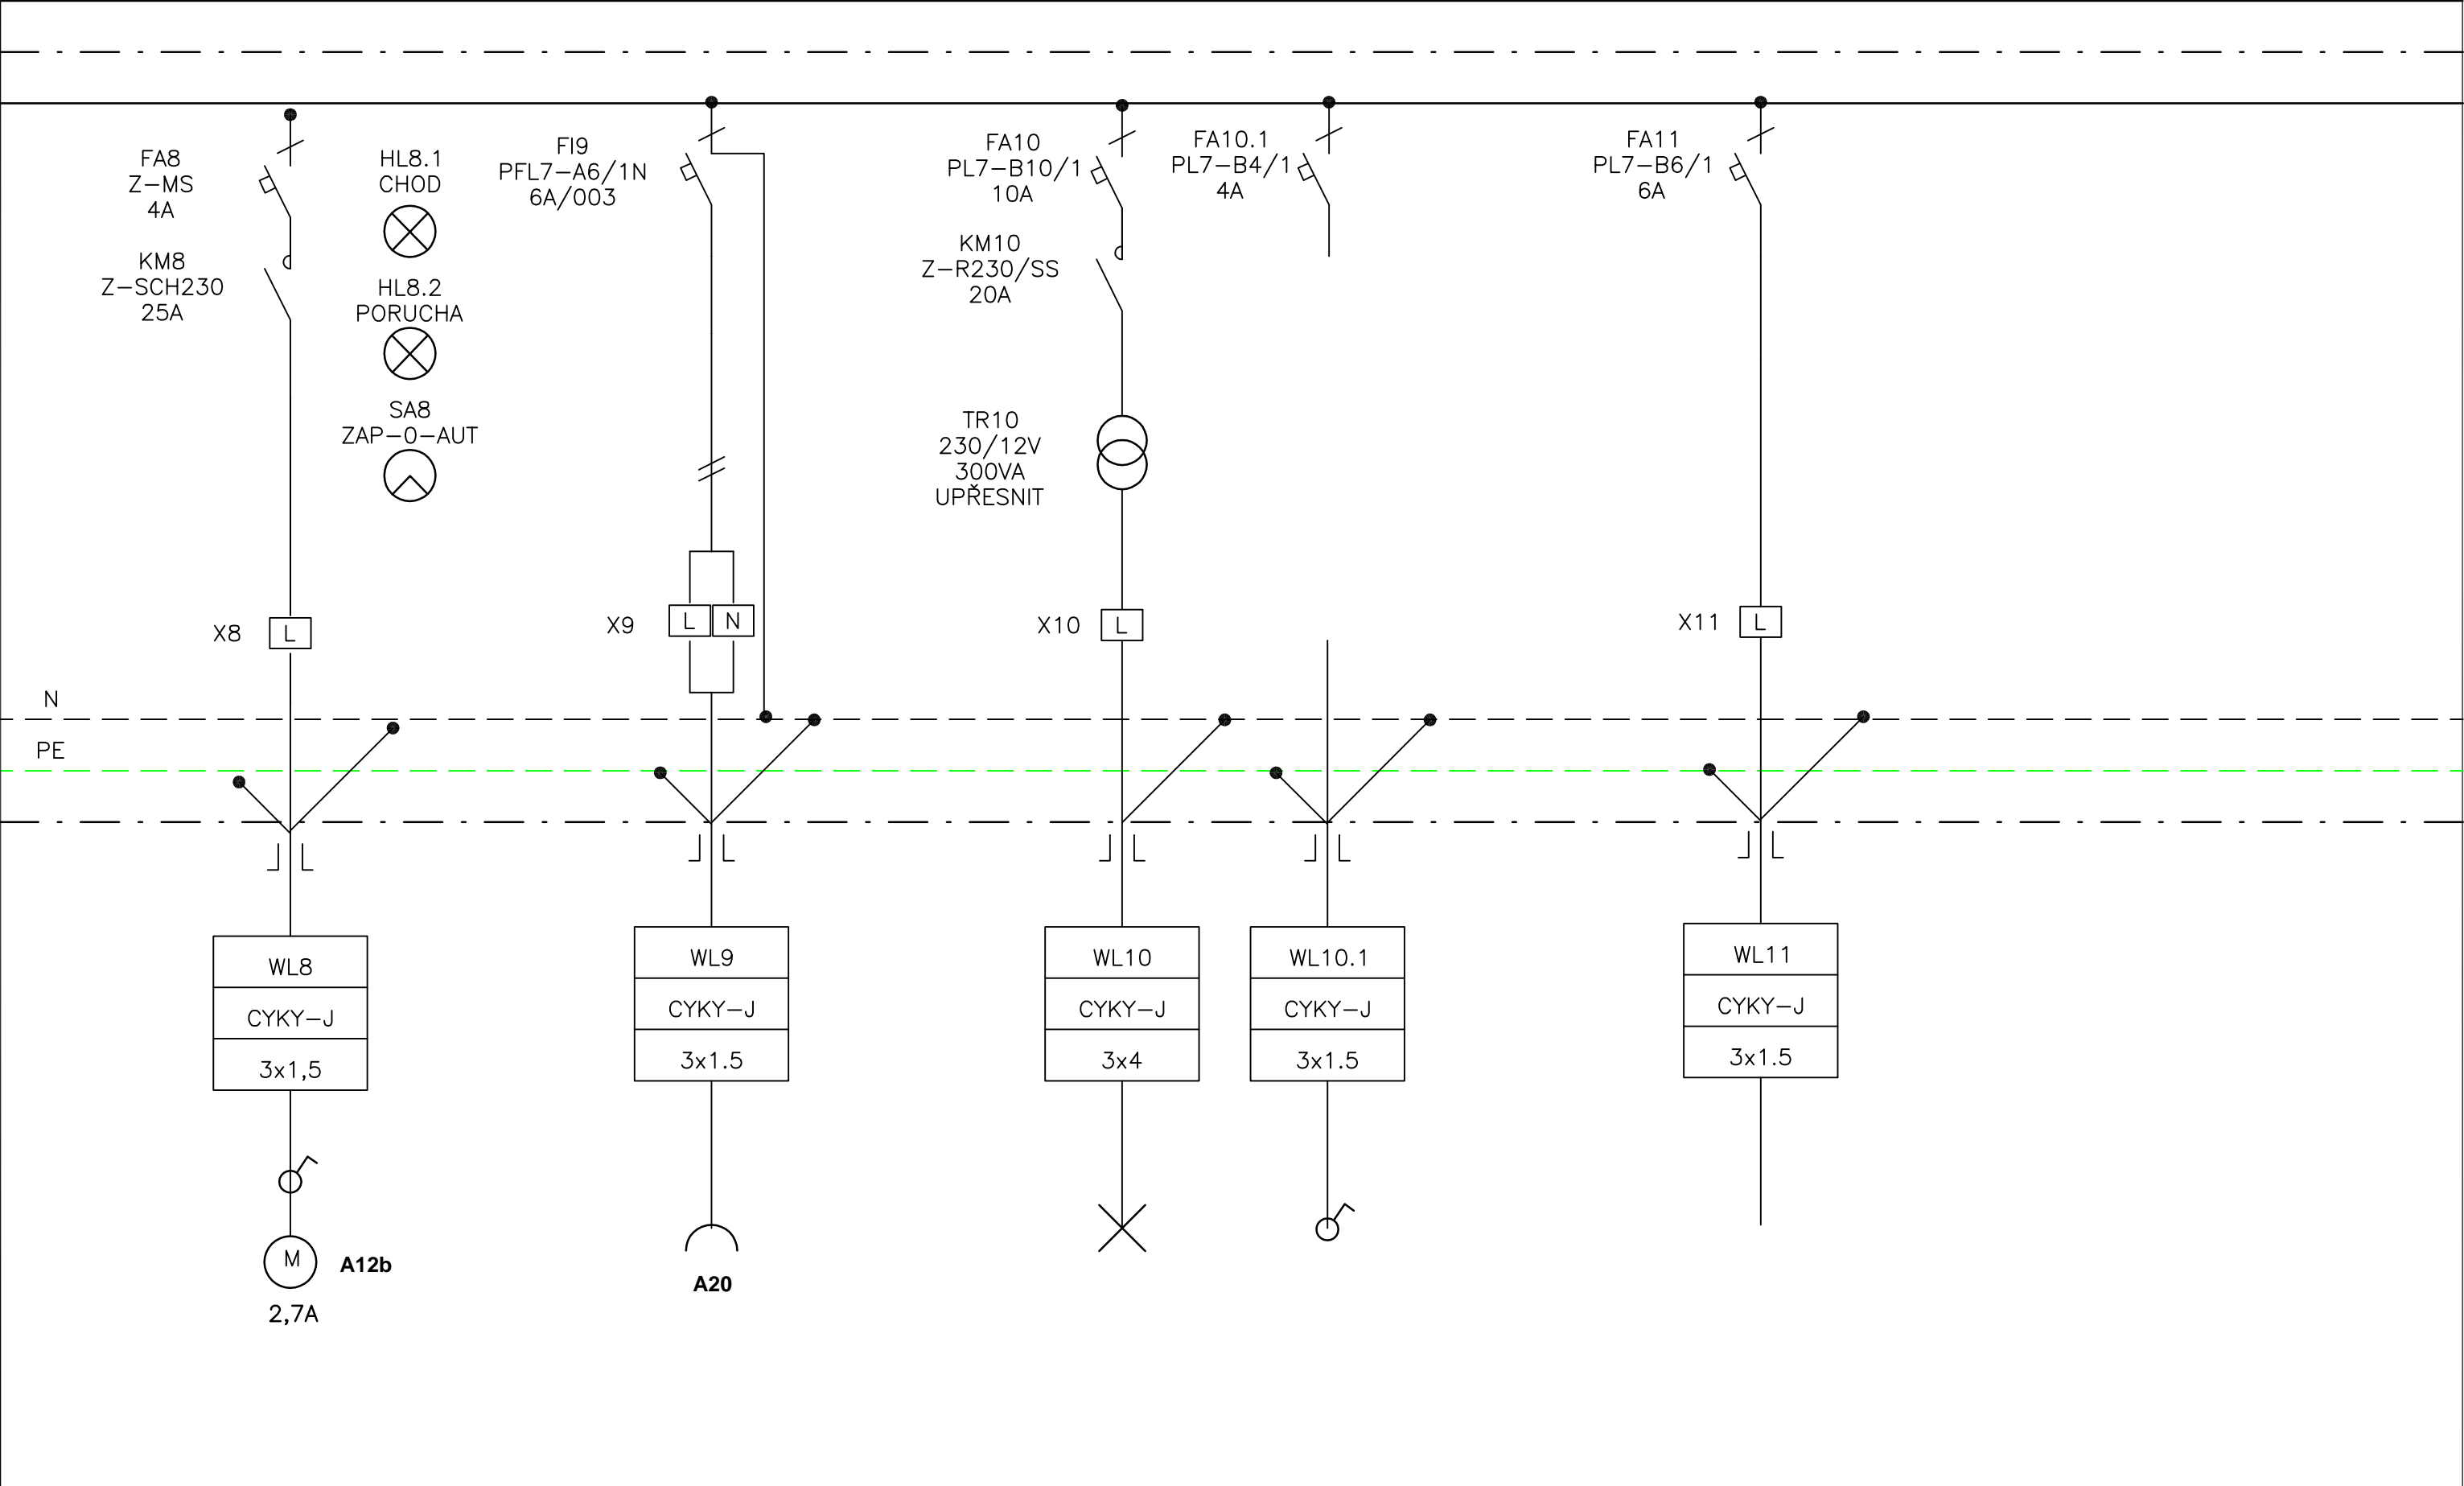 FA8
Z-MS
4A
KM8
Z-SCH230
25A
HL8.1
CHOD
HL8.2
PORUCHA
SA8
ZAP-0-AUT
FI9
PFL7-A6/1N
6A/003
FA10
PL7-B10/1
10A
KM10
Z-R230/SS
20A
TR10
230/12V
300VA
UPŘESNIT
FA10.1
PL7-B4/1
4A
FA11
PL7-B6/1
6A
X8
L
X9
L
N
X10
L
X11
L
N
PE
WL8
CYKY-J
3x1,5
WL9
CYKY-J
3x1.5
WL10
CYKY-J
3x4
WL10.1
CYKY-J
3x1.5
WL11
CYKY-J
3x1.5
M
A12b
2,7A
A20